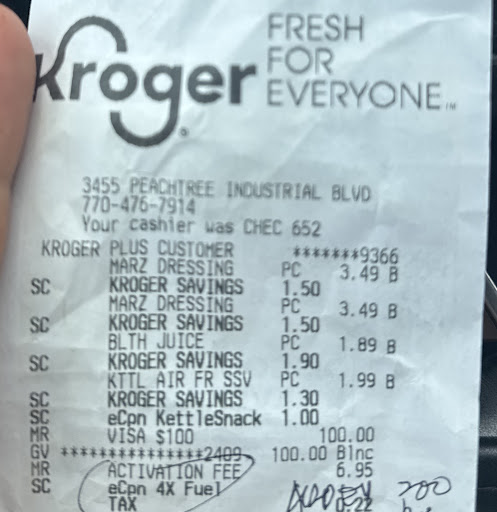 Kroger®
FRESH
FOR
EVERYONE™
3455 PEACHTREE INDUSTRIAL BLVD
770-476-7914
Your cashier was CHEC 652
KROGER PLUS CUSTOMER *******9366
MARZ DRESSING PC 3.49 B
SC KROGER SAVINGS 1.50
MARZ DRESSING PC 3.49 B
SC KROGER SAVINGS 1.50
BLTH JUICE PC 1.89 B
SC KROGER SAVINGS 1.90
KTTL AIR FR SSV PC 1.99 B
SC KROGER SAVINGS 1.30
SC eCpn KettleSnack 1.00
MR VISA $100 100.00
GV ***************2409 100.00 Blnc
MR ACTIVATION FEE 6.95
SC eCpn 4X Fuel
TAX 0.22
200